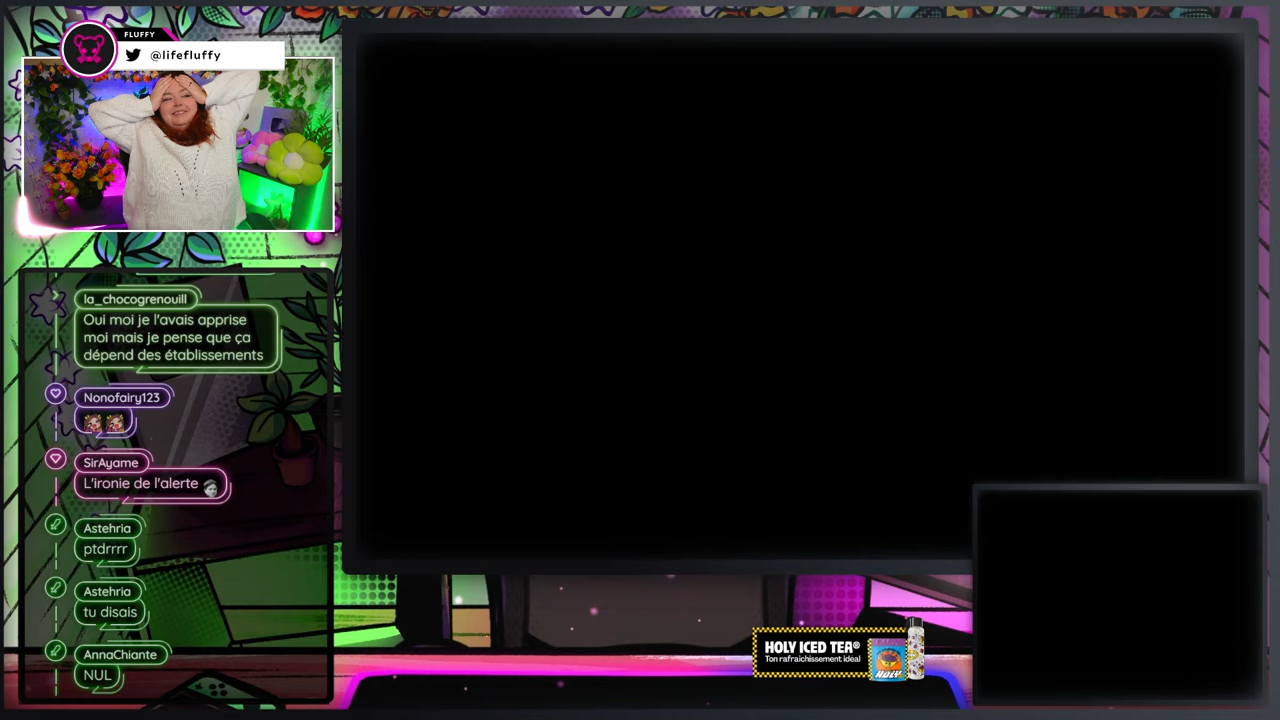 FLUFFY
@lifefluffy
la_chocogrenouill
Oui moi je l'avais apprise
moi mais je pense que ça
dépend des établissements
Nonofairy123
SirAyame
L'ironie de l'alerte
Astehria
ptdrrrr
Astehria
tu disais
AnnaChiante
NUL
HOLY ICED TEA®
Ton rafraichissement idéal
HOLY